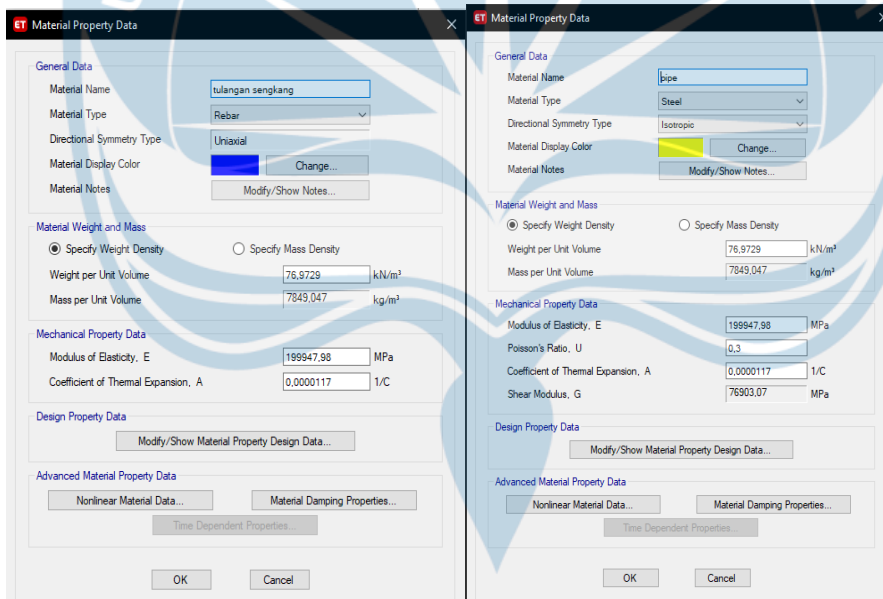 ET Material Property Data
General Data
Material Name tulangan sengkang
Material Type Rebar
Directional Symmetry Type Uniaxial
Material Display Color Change...
Material Notes Modify/Show Notes...
Material Weight and Mass
Specify Weight Density Specify Mass Density
Weight per Unit Volume 76,9729 kN/m³
Mass per Unit Volume 7849,047 kg/m³
Mechanical Property Data
Modulus of Elasticity, E 199947,98 MPa
Coefficient of Thermal Expansion, A 0,0000117 1/C
Design Property Data
Modify/Show Material Property Design Data...
Advanced Material Property Data
Nonlinear Material Data... Material Damping Properties...
Time Dependent Properties...
OK Cancel
ET Material Property Data
General Data
Material Name pipe
Material Type Steel
Directional Symmetry Type Isotropic
Material Display Color Change...
Material Notes Modify/Show Notes...
Material Weight and Mass
Specify Weight Density Specify Mass Density
Weight per Unit Volume 76,9729 kN/m³
Mass per Unit Volume 7849,047 kg/m³
Mechanical Property Data
Modulus of Elasticity, E 199947,98 MPa
Poisson's Ratio, U 0,3
Coefficient of Thermal Expansion, A 0,0000117 1/C
Shear Modulus, G 76903,07 MPa
Design Property Data
Modify/Show Material Property Design Data...
Advanced Material Property Data
Nonlinear Material Data... Material Damping Properties...
Time Dependent Properties...
OK Cancel